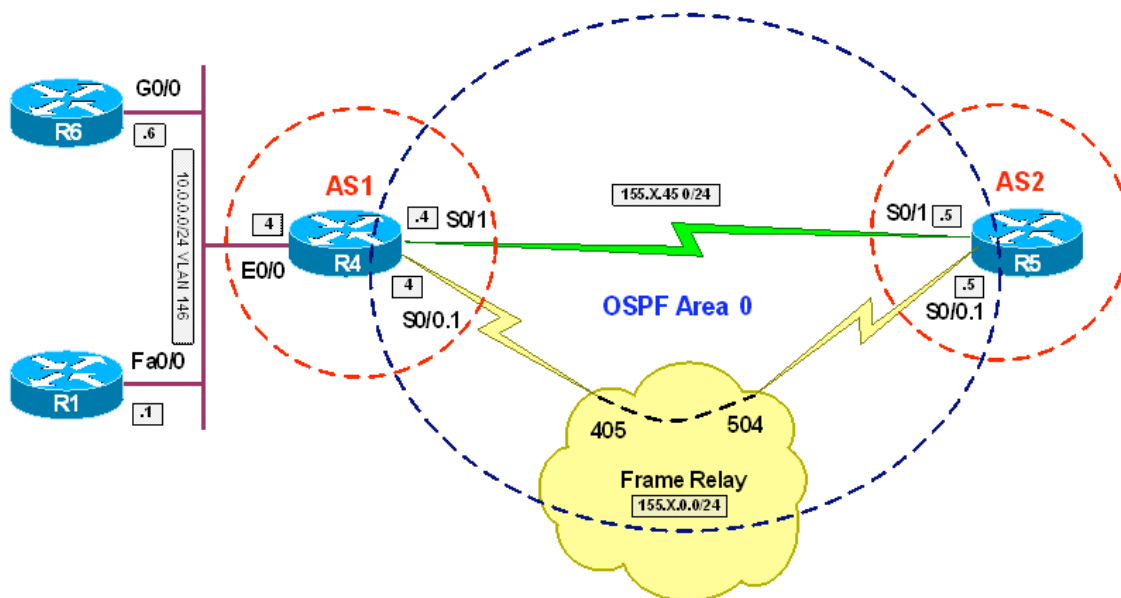 G0/0
R6
.6
10.0.0.0/24 VLAN 146
Fa0/0
R1
.1
AS1
.4
E0/0
R4
.4
S0/1
4
S0/0.1
155.X.45 0/24
OSPF Area 0
AS2
S0/1
.5
R5
.5
S0/0.1
405
504
Frame Relay
155.X.0.0/24